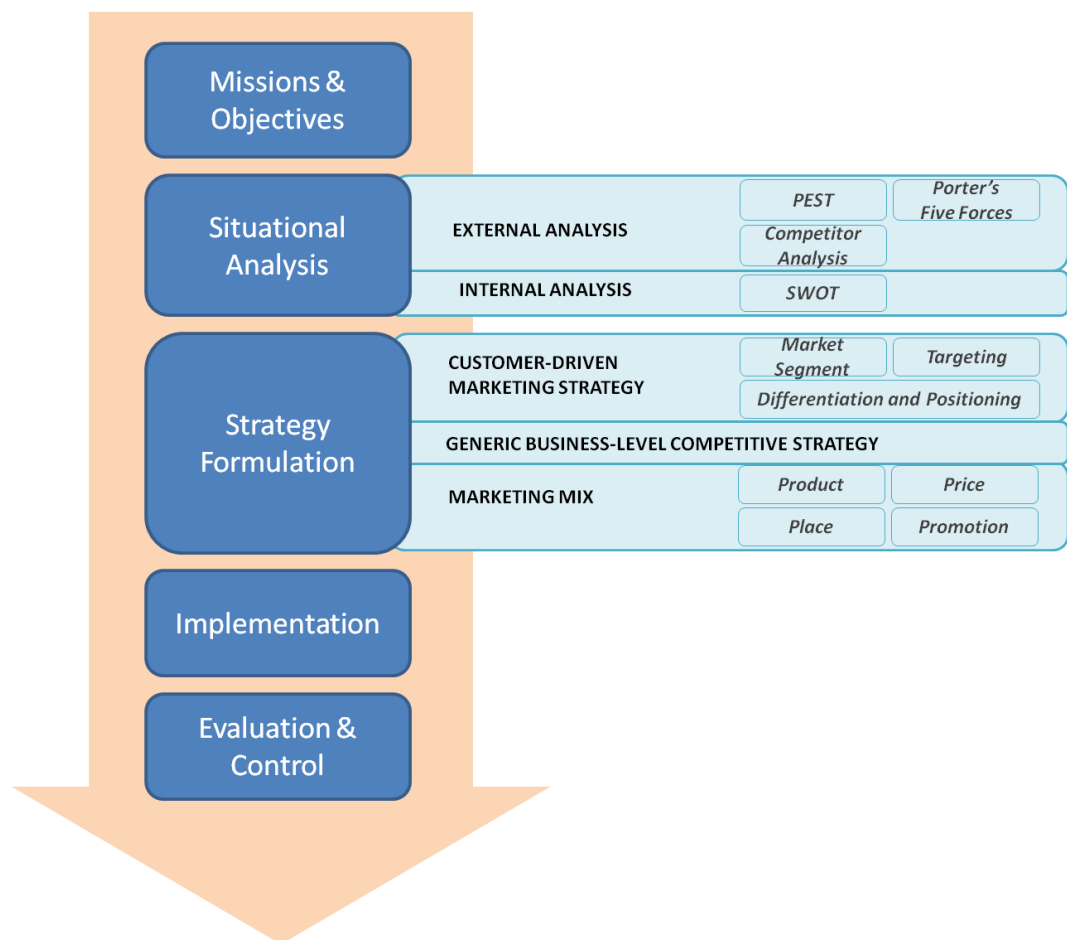 Missions &
Objectives
Situational
Analysis
EXTERNAL ANALYSIS
PEST
Porter's
Five Forces
Competitor
Analysis
INTERNAL ANALYSIS
SWOT
Strategy
Formulation
CUSTOMER-DRIVEN
MARKETING STRATEGY
Market
Segment
Targeting
Differentiation and Positioning
GENERIC BUSINESS-LEVEL COMPETITIVE STRATEGY
MARKETING MIX
Product
Price
Place
Promotion
Implementation
Evaluation &
Control